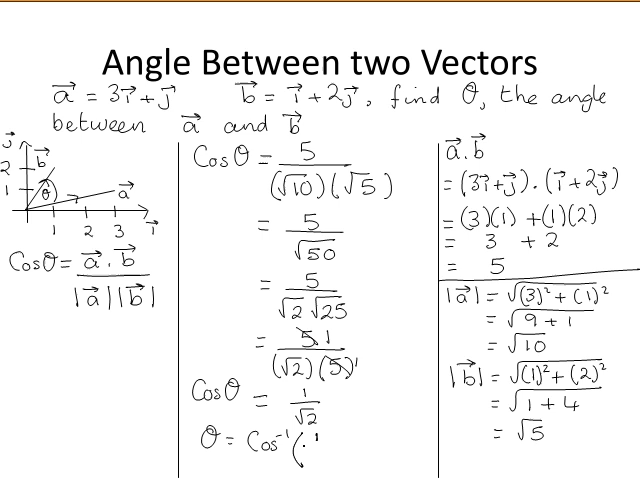 Angle Between two Vectors
a⃗ = 3i⃗ + j⃗   b⃗ = i⃗ + 2j⃗, find θ, the angle
between a⃗ and b⃗
j⃗
2
1
b⃗
θ
a⃗
1 2 3 i⃗
Cosθ = a⃗ . b⃗ / |a⃗||b⃗|
Cosθ = 5 / (√10)(√5)
= 5 / √50
= 5 / √2 √25
= 5 1 / (√2)(5) 1
Cosθ = 1 / √2
θ = Cos⁻¹(1
a⃗ . b⃗
= (3i⃗ + j⃗) . (i⃗ + 2j⃗)
= (3)(1) + (1)(2)
= 3 + 2
= 5
|a⃗| = √(3)² + (1)²
= √9 + 1
= √10
|b⃗| = √(1)² + (2)²
= √1 + 4
= √5